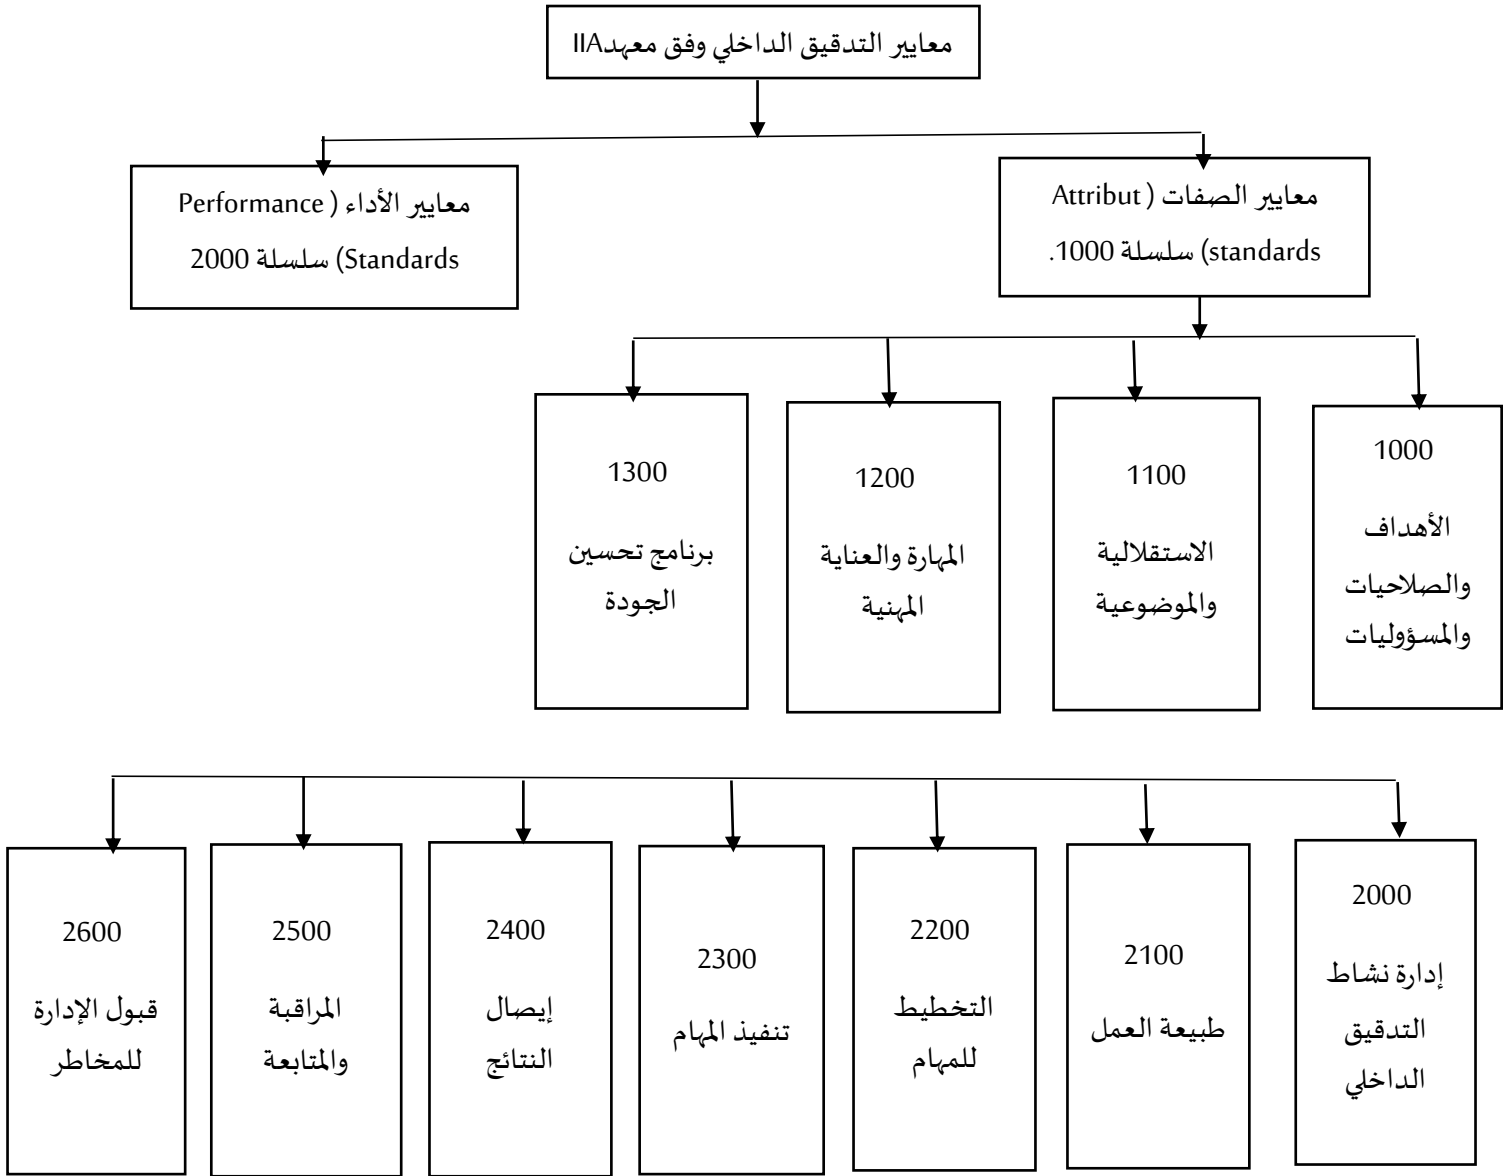 معايير التدقيق الداخلي وفق معهدIIA
معايير الصفات ( Attribut
standards) سلسلة 1000.
معايير الأداء ( Performance
Standards) سلسلة 2000
1000
الأهداف
والصلاحيات
والمسؤوليات
1100
الاستقلالية
والموضوعية
1200
المهارة والعناية
المهنية
1300
برنامج تحسين
الجودة
2000
إدارة نشاط
التدقيق
الداخلي
2100
طبيعة العمل
2200
التخطيط
للمهام
2300
تنفيذ المهام
2400
إيصال
النتائج
2500
المراقبة
والمتابعة
2600
قبول الإدارة
للمخاطر